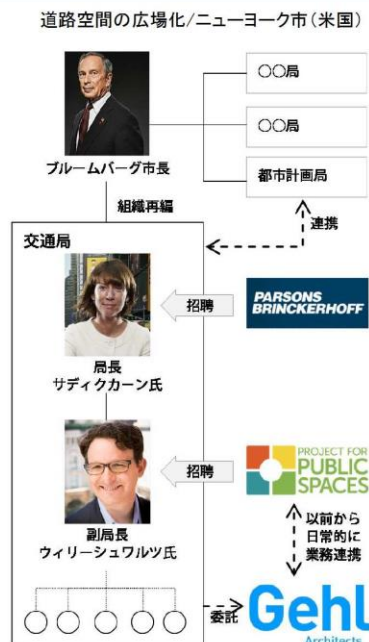 道路空間の広場化/ニューヨーク市(米国)
〇〇局
〇〇局
都市計画局
ブルームバーグ市長
組織再編
連携
交通局
招聘
PARSONS
BRINCKERHOFF
局長
サディクカーン氏
招聘
PROJECT FOR
PUBLIC
SPACES
副局長
ウィリーシュワルツ氏
以前から
日常的に
業務連携
委託
Gehl
Architects